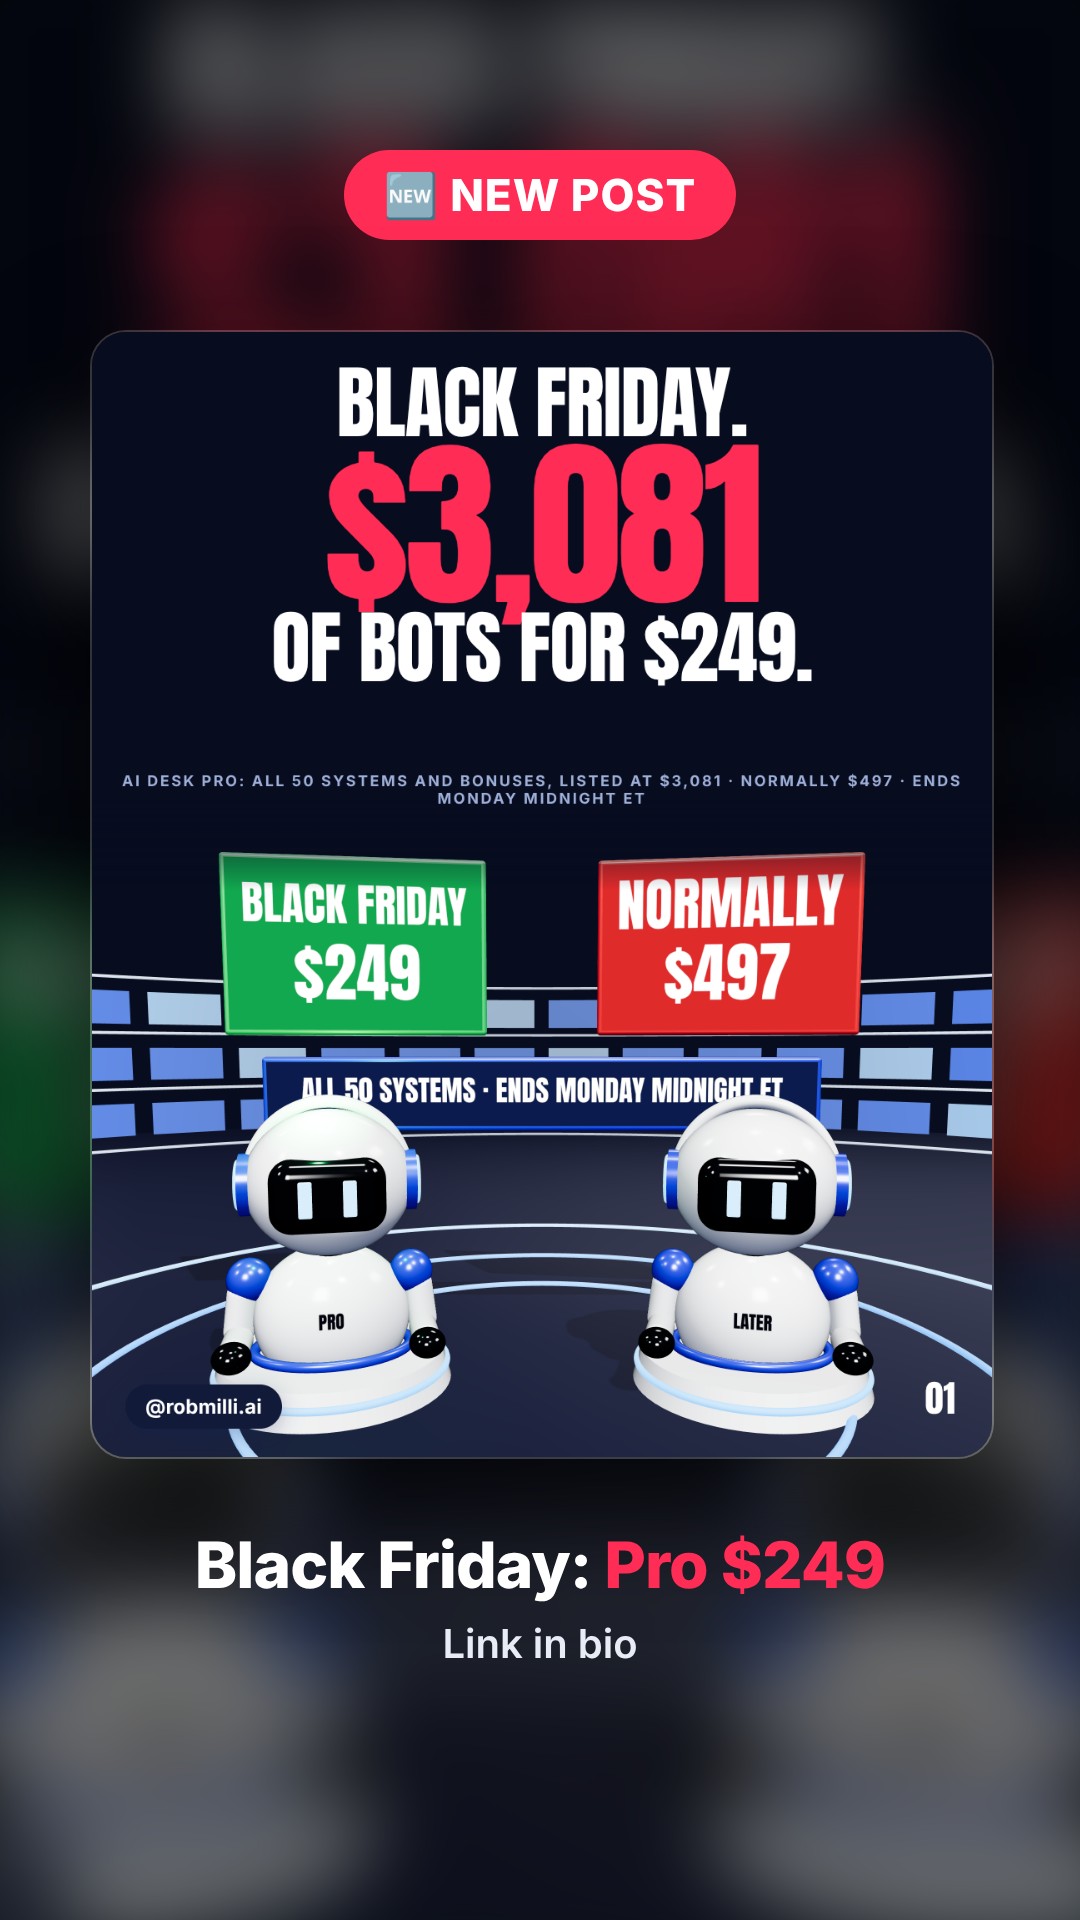 🆕 NEW POST
BLACK FRIDAY.
$3,081
OF BOTS FOR $249.
AI DESK PRO: ALL 50 SYSTEMS AND BONUSES, LISTED AT $3,081 · NORMALLY $497 · ENDS
MONDAY MIDNIGHT ET
BLACK FRIDAY
$249
NORMALLY
$497
ALL 50 SYSTEMS · ENDS MONDAY MIDNIGHT ET
PRO
LATER
@robmilli.ai
01
Black Friday: Pro $249
Link in bio